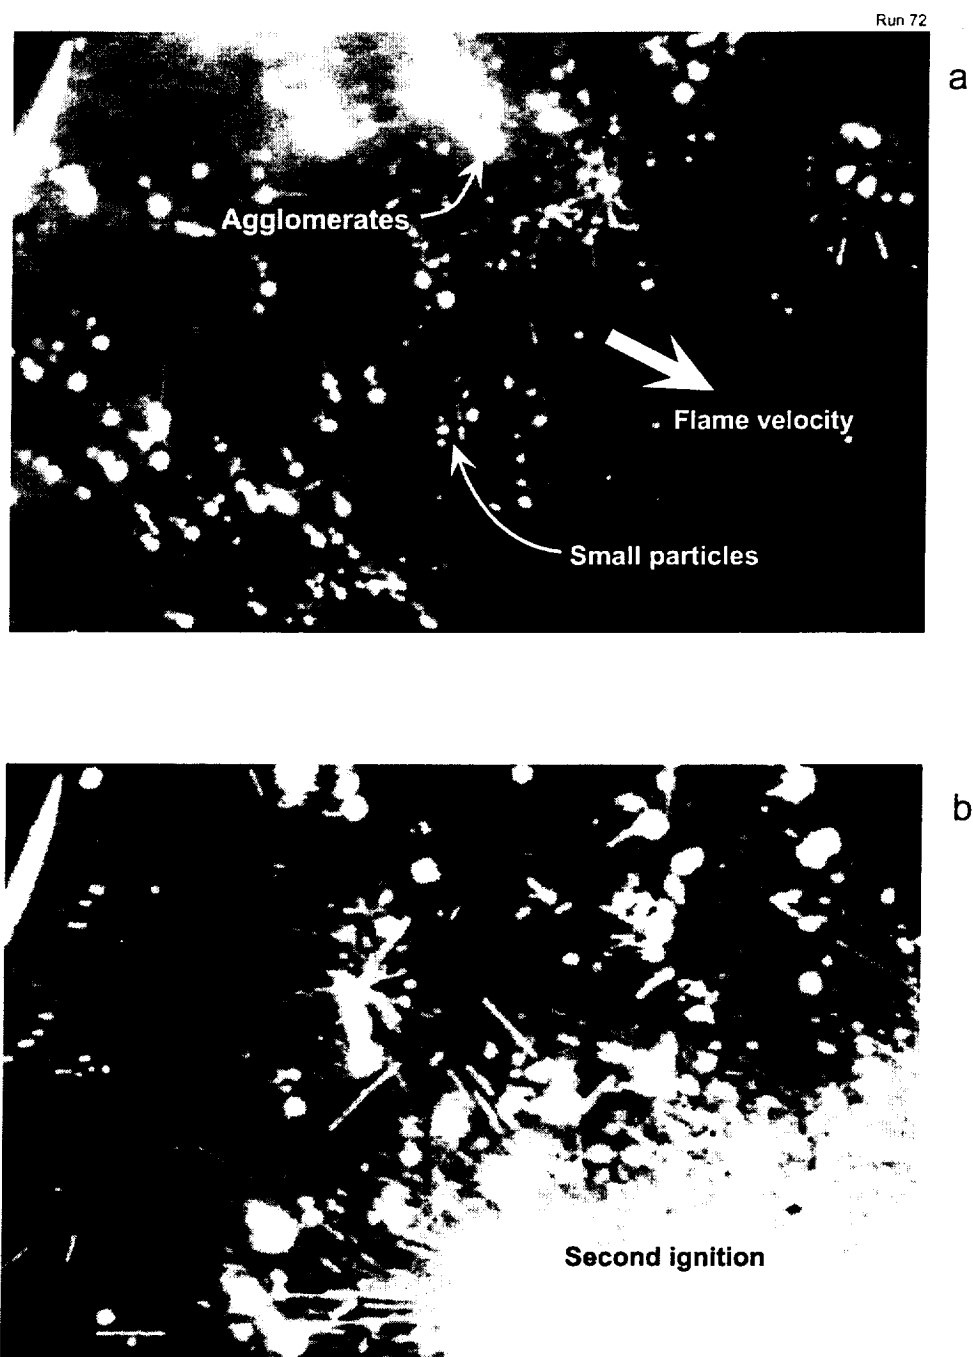 Run 72
a
Agglomerates
Flame velocity
Small particles
b
Second ignition